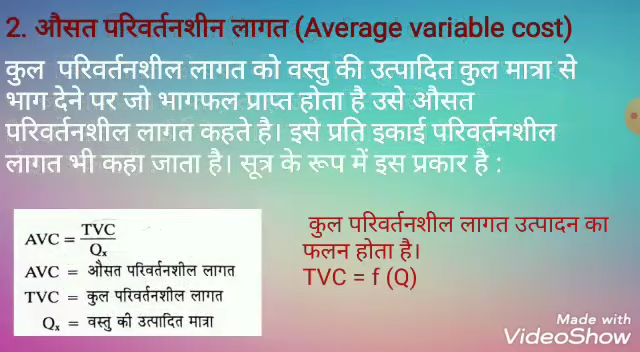 2. औसत परिवर्तनशीन लागत (Average variable cost)
कुल परिवर्तनशील लागत को वस्तु की उत्पादित कुल मात्रा से
भाग देने पर जो भागफल प्राप्त होता है उसे औसत
परिवर्तनशील लागत कहते है। इसे प्रति इकाई परिवर्तनशील
लागत भी कहा जाता है। सूत्र के रूप में इस प्रकार है :
AVC = TVC / Qₓ
AVC = औसत परिवर्तनशील लागत
TVC = कुल परिवर्तनशील लागत
Qₓ = वस्तु की उत्पादित मात्रा
कुल परिवर्तनशील लागत उत्पादन का
फलन होता है।
TVC = f (Q)
Made with
VideoShow